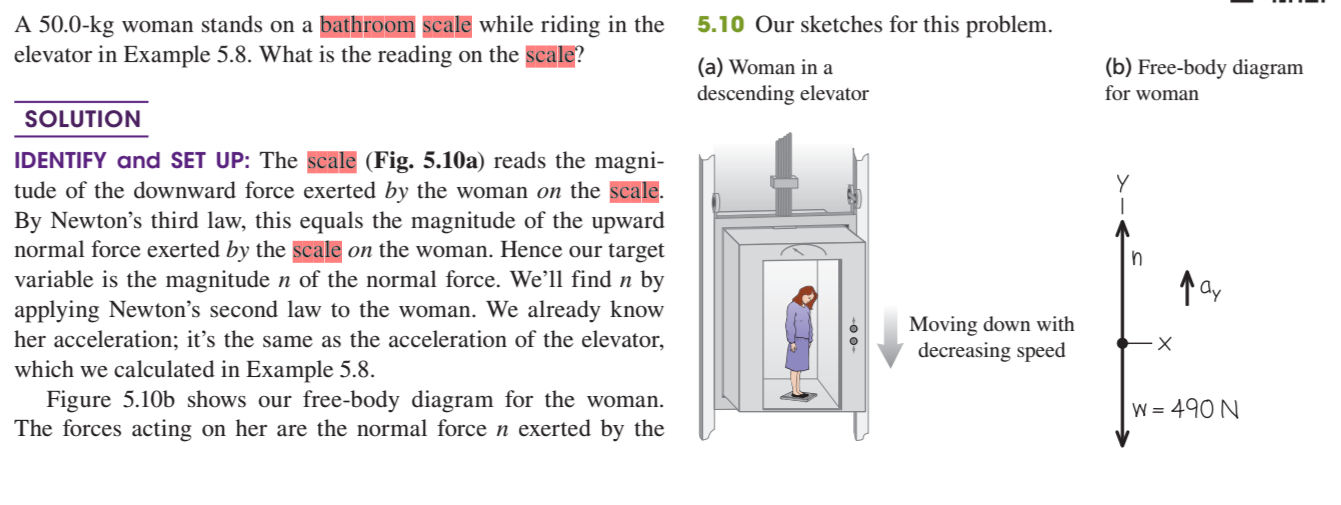 A 50.0-kg woman stands on a bathroom scale while riding in the
elevator in Example 5.8. What is the reading on the scale?
SOLUTION
IDENTIFY and SET UP: The scale (Fig. 5.10a) reads the magni-
tude of the downward force exerted by the woman on the scale.
By Newton's third law, this equals the magnitude of the upward
normal force exerted by the scale on the woman. Hence our target
variable is the magnitude n of the normal force. We'll find n by
applying Newton's second law to the woman. We already know
her acceleration; it's the same as the acceleration of the elevator,
which we calculated in Example 5.8.
Figure 5.10b shows our free-body diagram for the woman.
The forces acting on her are the normal force n exerted by the
5.10 Our sketches for this problem.
(a) Woman in a
descending elevator
Moving down with
decreasing speed
(b) Free-body diagram
for woman
y
n
ay
x
w = 490 N